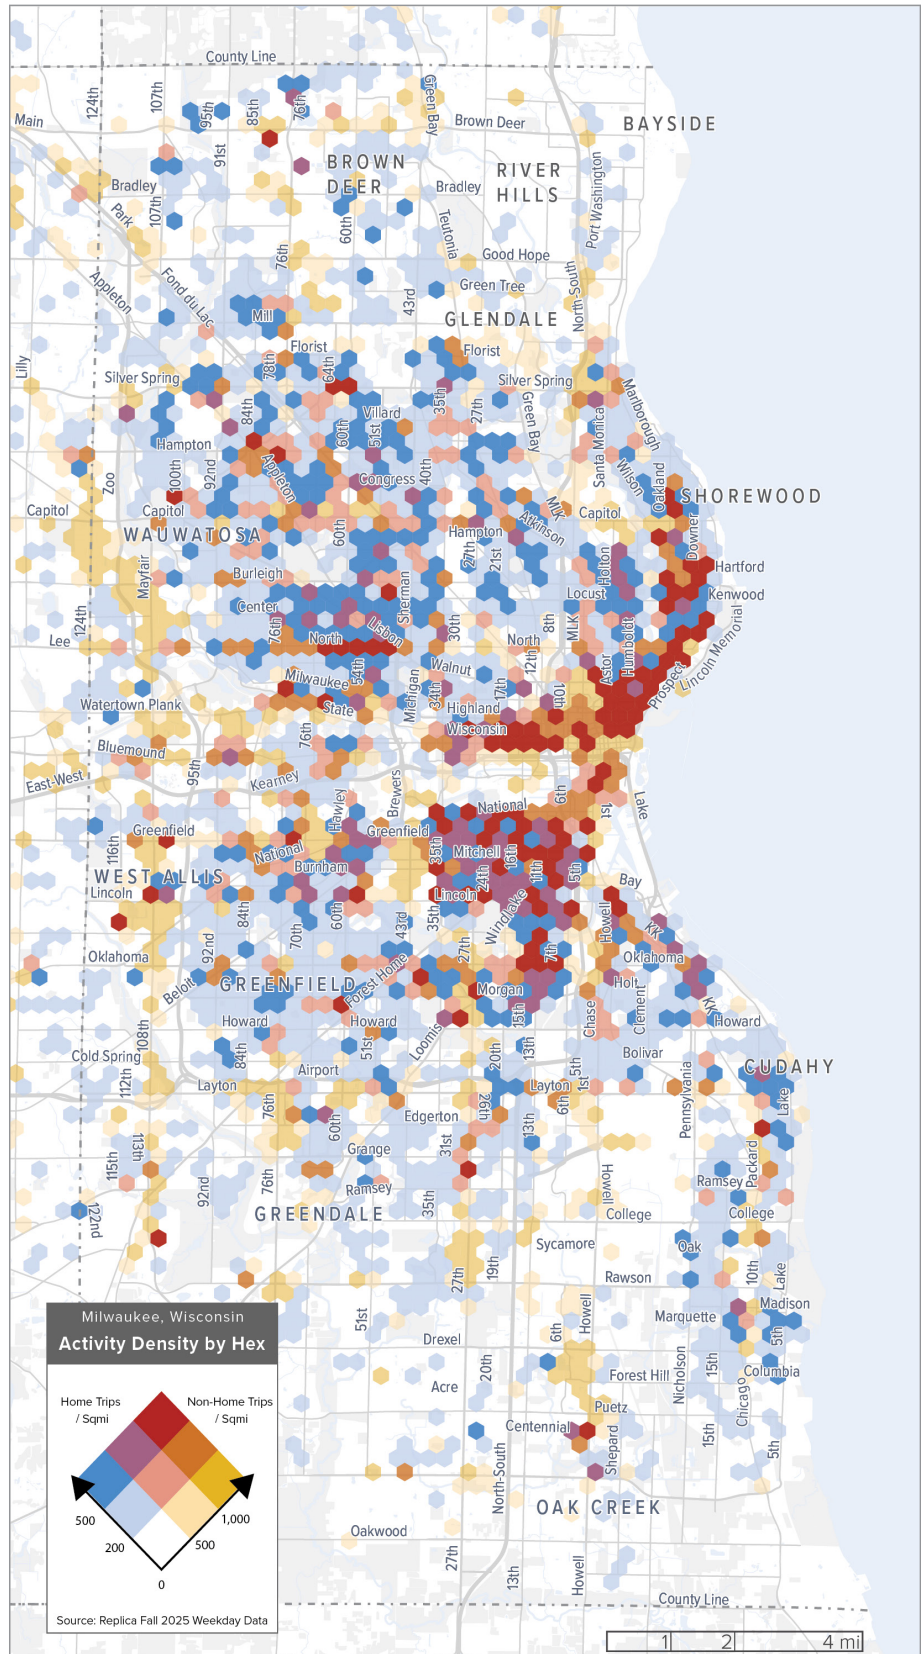 County Line
124th
107th
95th
85th
76th
Green Bay
Main
Brown Deer
BAYSIDE
91st
BROWN
DEER
RIVER
HILLS
Bradley
Bradley
Port Washington
107th
Park
60th
Teutonia
76th
Good Hope
Appleton
Fond du Lac
Green Tree
North-South
43rd
Mill
GLENDALE
Florist
Florist
Lilly
78th
64th
Silver Spring
Silver Spring
35th
Marlborough
84th
Villard
27th
Green Bay
60th
51st
Santa Monica
Hampton
Zoo
100th
92nd
Appleton
Congress
40th
Wilson
Oakland
SHOREWOOD
Capitol
Capitol
MLK
Capitol
Atkinson
WAUWATOSA
60th
Hampton
Downer
27th
21st
Holton
Hartford
Mayfair
Burleigh
Sherman
Locust
Kenwood
Center
124th
76th
Lee
North
Lisbon
30th
North
8th
MLK
Humboldt
Lincoln Memorial
12th
Astor
Prospect
Milwaukee
54th
Walnut
Michigan
34th
17th
10th
Watertown Plank
State
Highland
Wisconsin
76th
Bluemound
95th
East-West
Kearney
Brewers
6th
Hawley
National
1st
Lake
Greenfield
Greenfield
116th
National
35th
Mitchell
16th
11th
5th
Burnham
WEST ALLIS
24th
Lincoln
Lincoln
Bay
84th
60th
43rd
35th
Windlake
Howell
KK
92nd
70th
27th
7th
Oklahoma
Oklahoma
Beloit
GREENFIELD
Forest Home
Morgan
Holt
15th
Chase
Clement
KK
Howard
Howard
Howard
108th
84th
51st
Loomis
Cold Spring
20th
13th
Bolivar
5th
CUDAHY
Airport
112th
Layton
Layton
1st
Pennsylvania
Lake
76th
60th
26th
6th
Edgerton
13th
113th
Grange
31st
115th
Packard
92nd
76th
Ramsey
35th
Howell
Ramsey
122nd
GREENDALE
College
College
Sycamore
Oak
27th
19th
Rawson
10th
Lake
Madison
51st
Howell
6th
Marquette
5th
Drexel
20th
Nicholson
15th
Columbia
Forest Hill
Acre
Chicago
Puetz
Centennial
Shepard
15th
5th
North-South
OAK CREEK
Oakwood
27th
13th
Howell
County Line
Milwaukee, Wisconsin
Activity Density by Hex
Home Trips
/ Sqmi
Non-Home Trips
/ Sqmi
500
1,000
200
500
0
Source: Replica Fall 2025 Weekday Data
1 2 4 mi